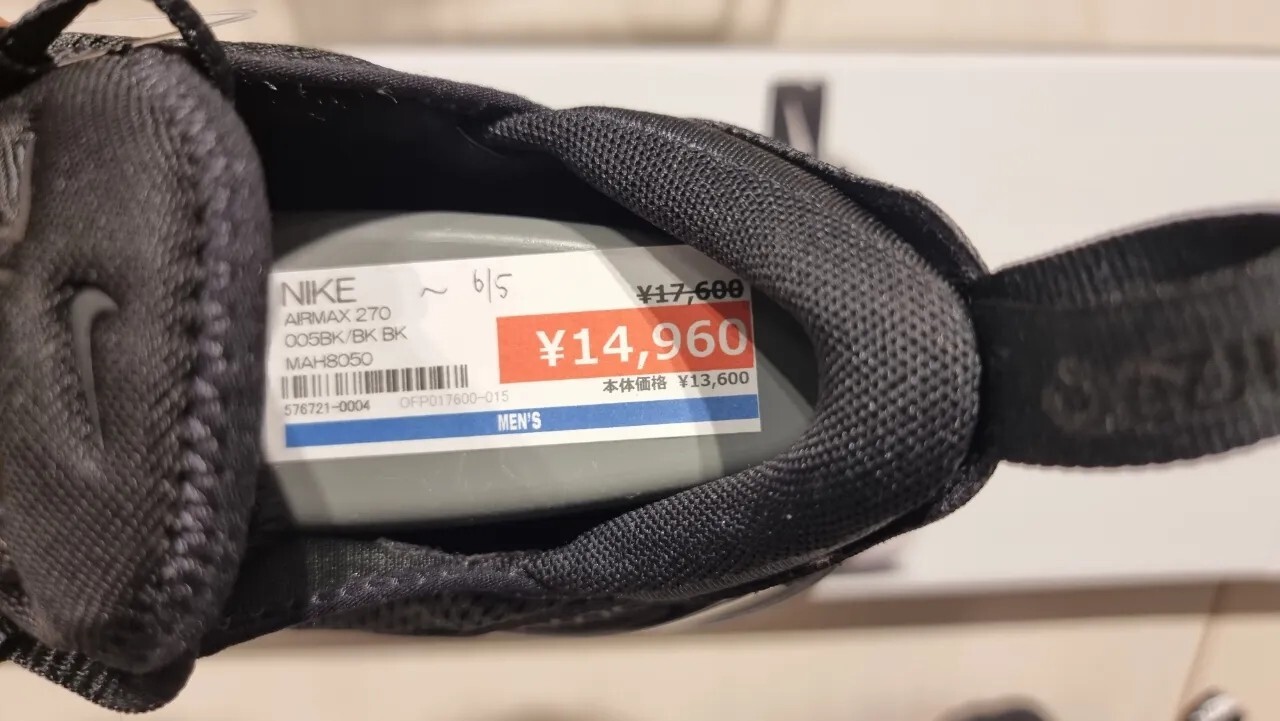 NIKE
~ 6/5
AIRMAX 270
005BK/BK BK
MAH8050
576721-0004 OFP017600-015
¥17,600
¥14,960
本体価格 ¥13,600
MEN'S